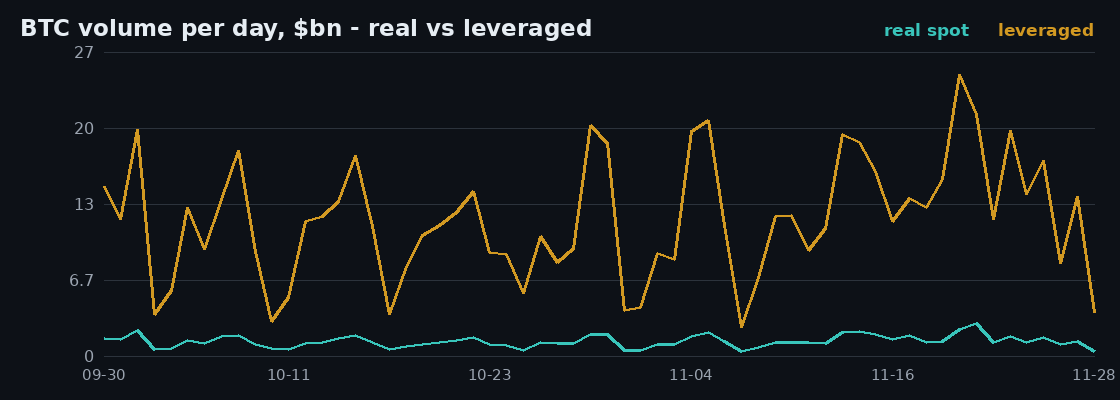 BTC volume per day, $bn - real vs leveraged
real spot leveraged
27
20
13
6.7
0
09-30 10-11 10-23 11-04 11-16 11-28